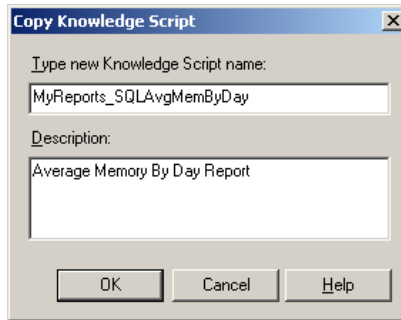 Copy Knowledge Script
Type new Knowledge Script name:
MyReports_SQLAvgMemByDay
Description:
Average Memory By Day Report
OK Cancel Help